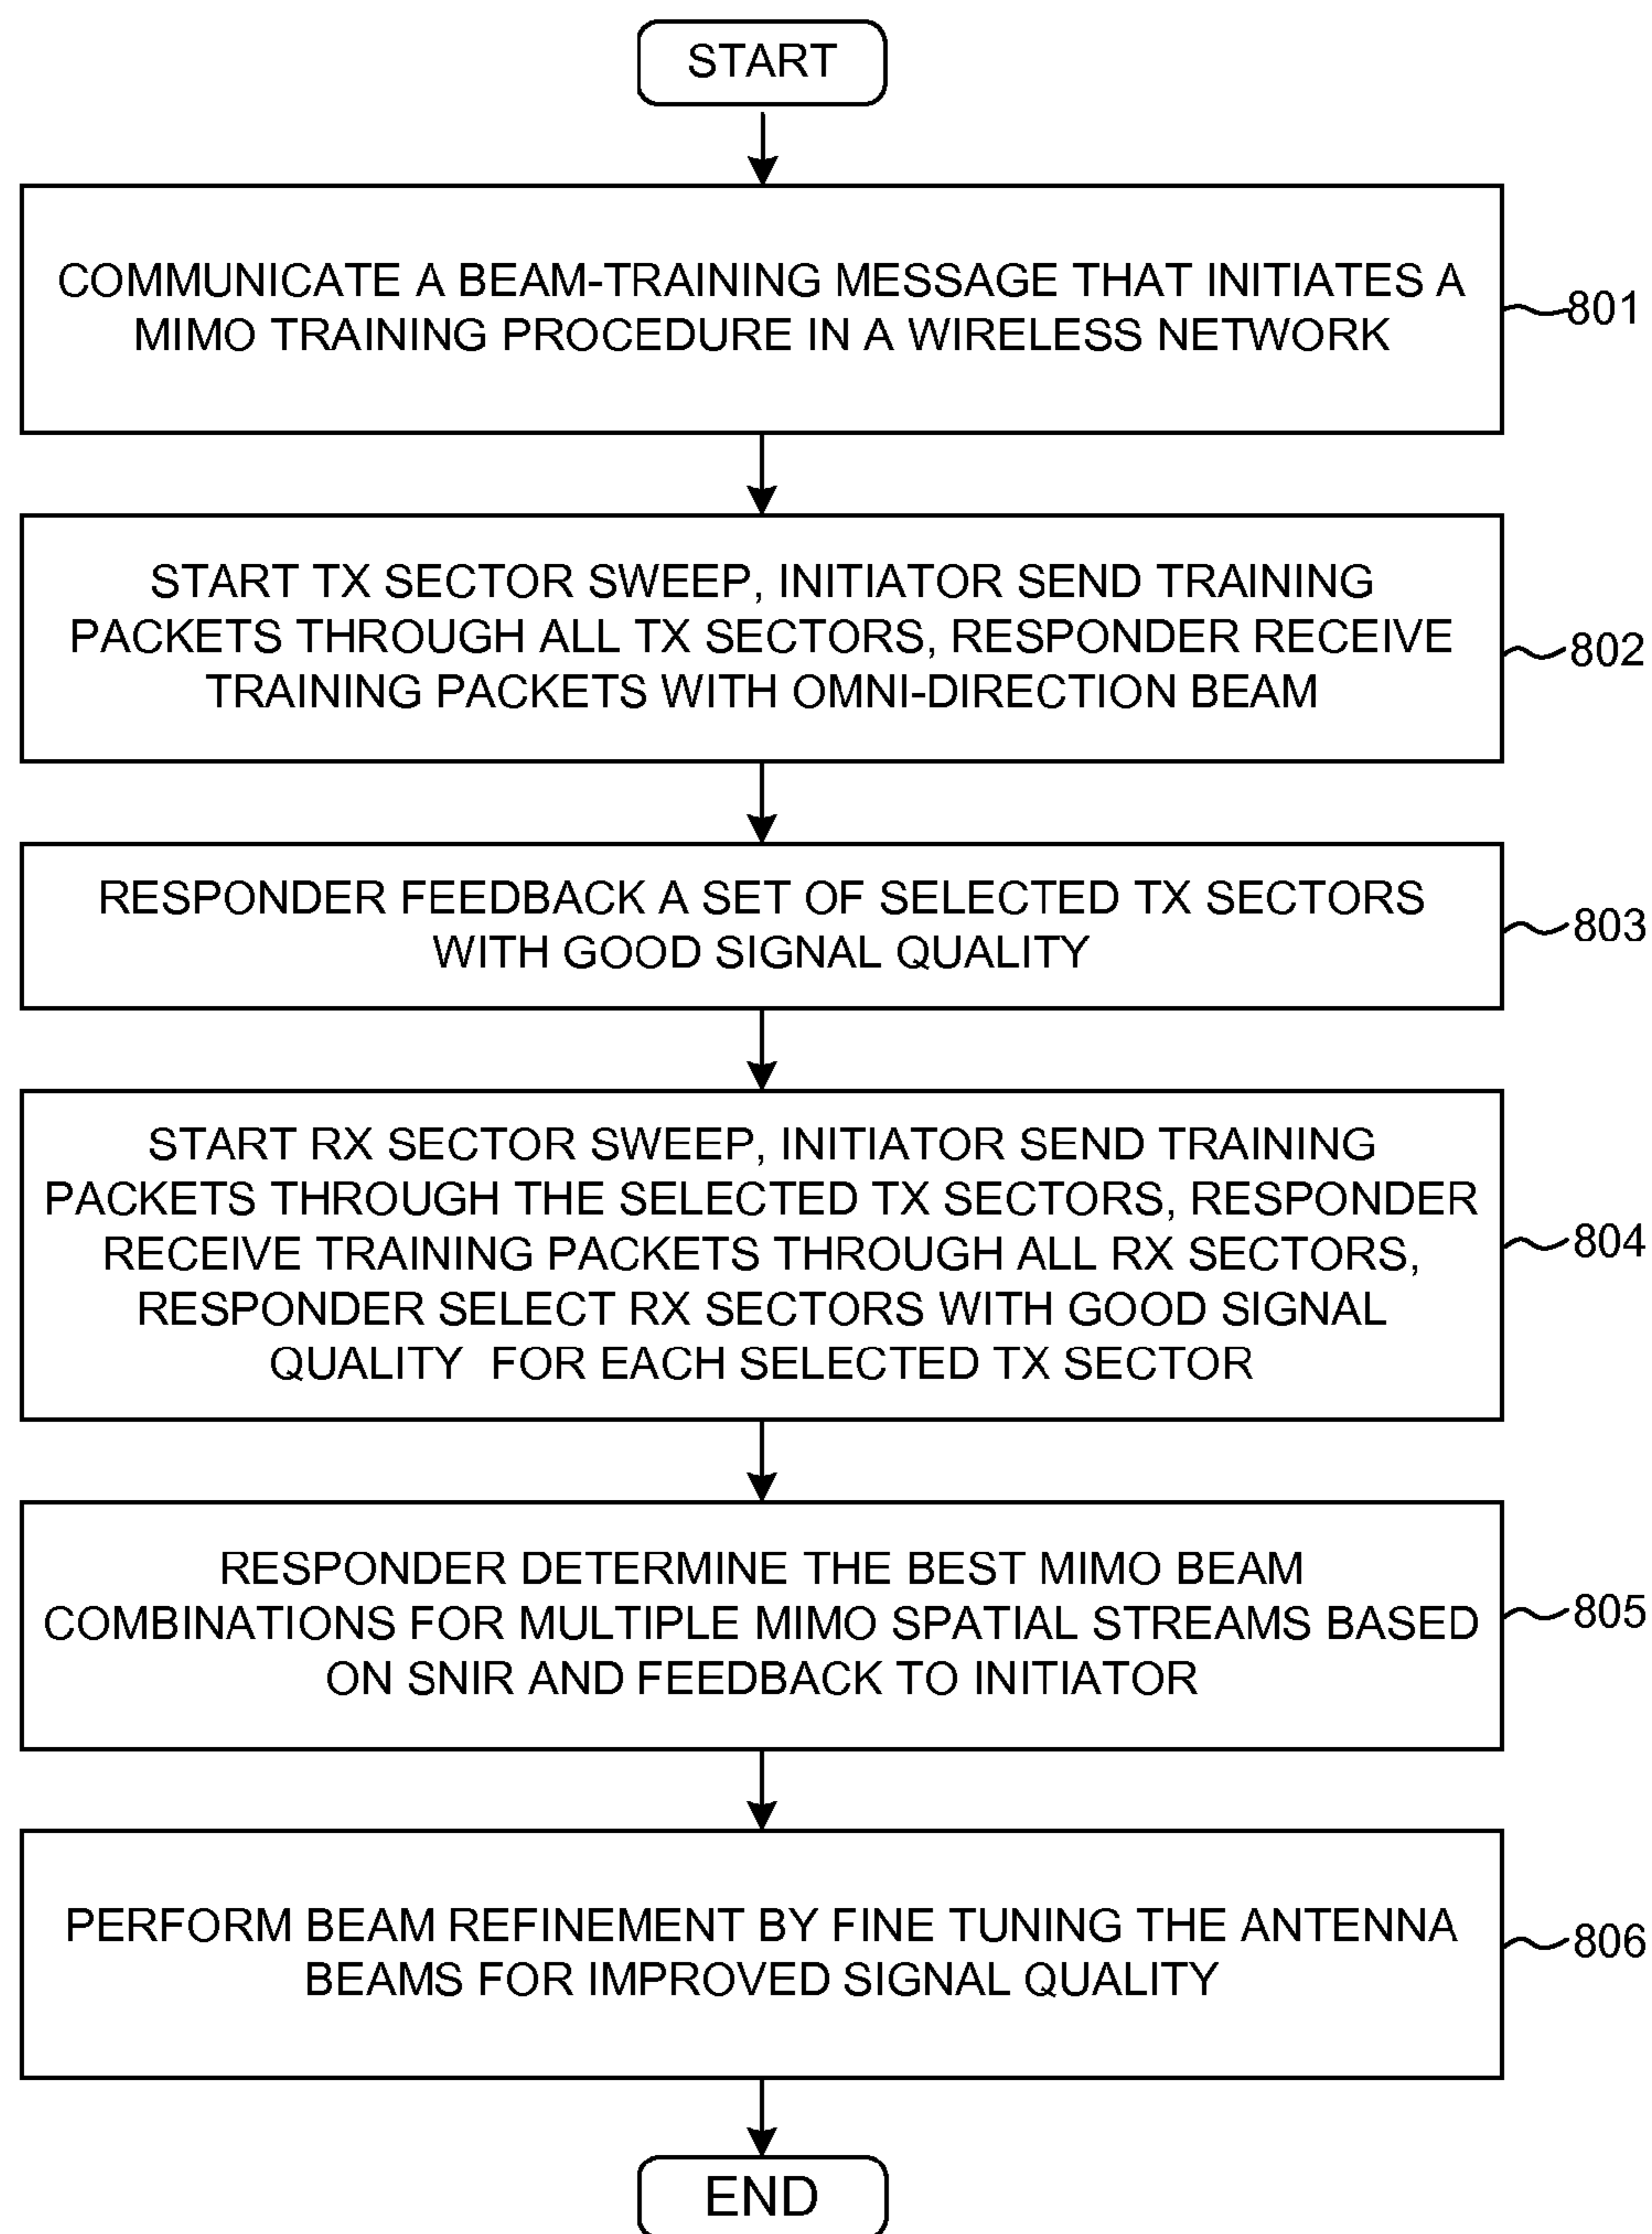 START
COMMUNICATE A BEAM-TRAINING MESSAGE THAT INITIATES A
MIMO TRAINING PROCEDURE IN A WIRELESS NETWORK
801
START TX SECTOR SWEEP, INITIATOR SEND TRAINING
PACKETS THROUGH ALL TX SECTORS, RESPONDER RECEIVE
TRAINING PACKETS WITH OMNI-DIRECTION BEAM
802
RESPONDER FEEDBACK A SET OF SELECTED TX SECTORS
WITH GOOD SIGNAL QUALITY
803
START RX SECTOR SWEEP, INITIATOR SEND TRAINING
PACKETS THROUGH THE SELECTED TX SECTORS, RESPONDER
RECEIVE TRAINING PACKETS THROUGH ALL RX SECTORS,
RESPONDER SELECT RX SECTORS WITH GOOD SIGNAL
QUALITY FOR EACH SELECTED TX SECTOR
804
RESPONDER DETERMINE THE BEST MIMO BEAM
COMBINATIONS FOR MULTIPLE MIMO SPATIAL STREAMS BASED
ON SNIR AND FEEDBACK TO INITIATOR
805
PERFORM BEAM REFINEMENT BY FINE TUNING THE ANTENNA
BEAMS FOR IMPROVED SIGNAL QUALITY
806
END